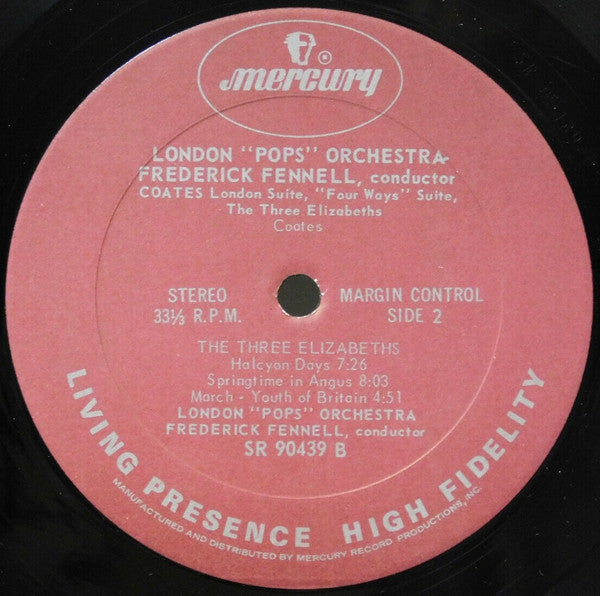 mercury ®
LONDON "POPS" ORCHESTRA
FREDERICK FENNELL, conductor
COATES London Suite, "Four Ways" Suite,
The Three Elizabeths
Coates
STEREO
33⅓ R.P.M.
MARGIN CONTROL
SIDE 2
THE THREE ELIZABETHS
Halcyon Days 7:26
Springtime in Angus 8:03
March - Youth of Britain 4:51
LONDON "POPS" ORCHESTRA
FREDERICK FENNELL, conductor
SR 90439 B
LIVING PRESENCE HIGH FIDELITY
MANUFACTURED AND DISTRIBUTED BY MERCURY RECORD PRODUCTIONS, INC.